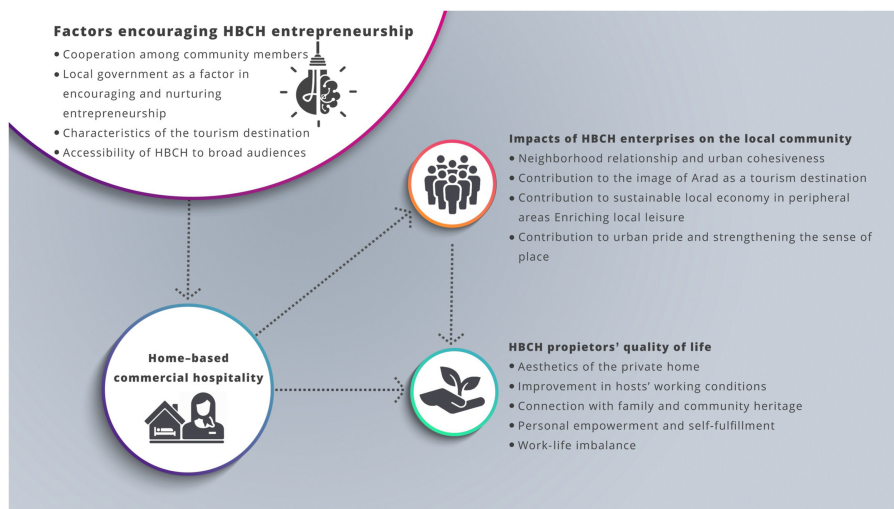 Factors encouraging HBCH entrepreneurship
• Cooperation among community members
• Local government as a factor in
encouraging and nurturing
entrepreneurship
• Characteristics of the tourism destination
• Accessibility of HBCH to broad audiences
Impacts of HBCH enterprises on the local community
• Neighborhood relationship and urban cohesiveness
• Contribution to the image of Arad as a tourism destination
• Contribution to sustainable local economy in peripheral
areas Enriching local leisure
• Contribution to urban pride and strengthening the sense of
place
Home–based
commercial hospitality
HBCH propietors’ quality of life
• Aesthetics of the private home
• Improvement in hosts’ working conditions
• Connection with family and community heritage
• Personal empowerment and self-fulfillment
• Work-life imbalance